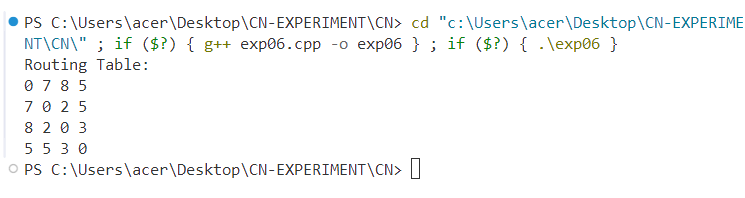 PS C:\Users\acer\Desktop\CN-EXPERIMENT\CN> cd "c:\Users\acer\Desktop\CN-EXPERIME
NT\CN\" ; if ($?) { g++ exp06.cpp -o exp06 } ; if ($?) { .\exp06 }
Routing Table:
0 7 8 5
7 0 2 5
8 2 0 3
5 5 3 0
PS C:\Users\acer\Desktop\CN-EXPERIMENT\CN>